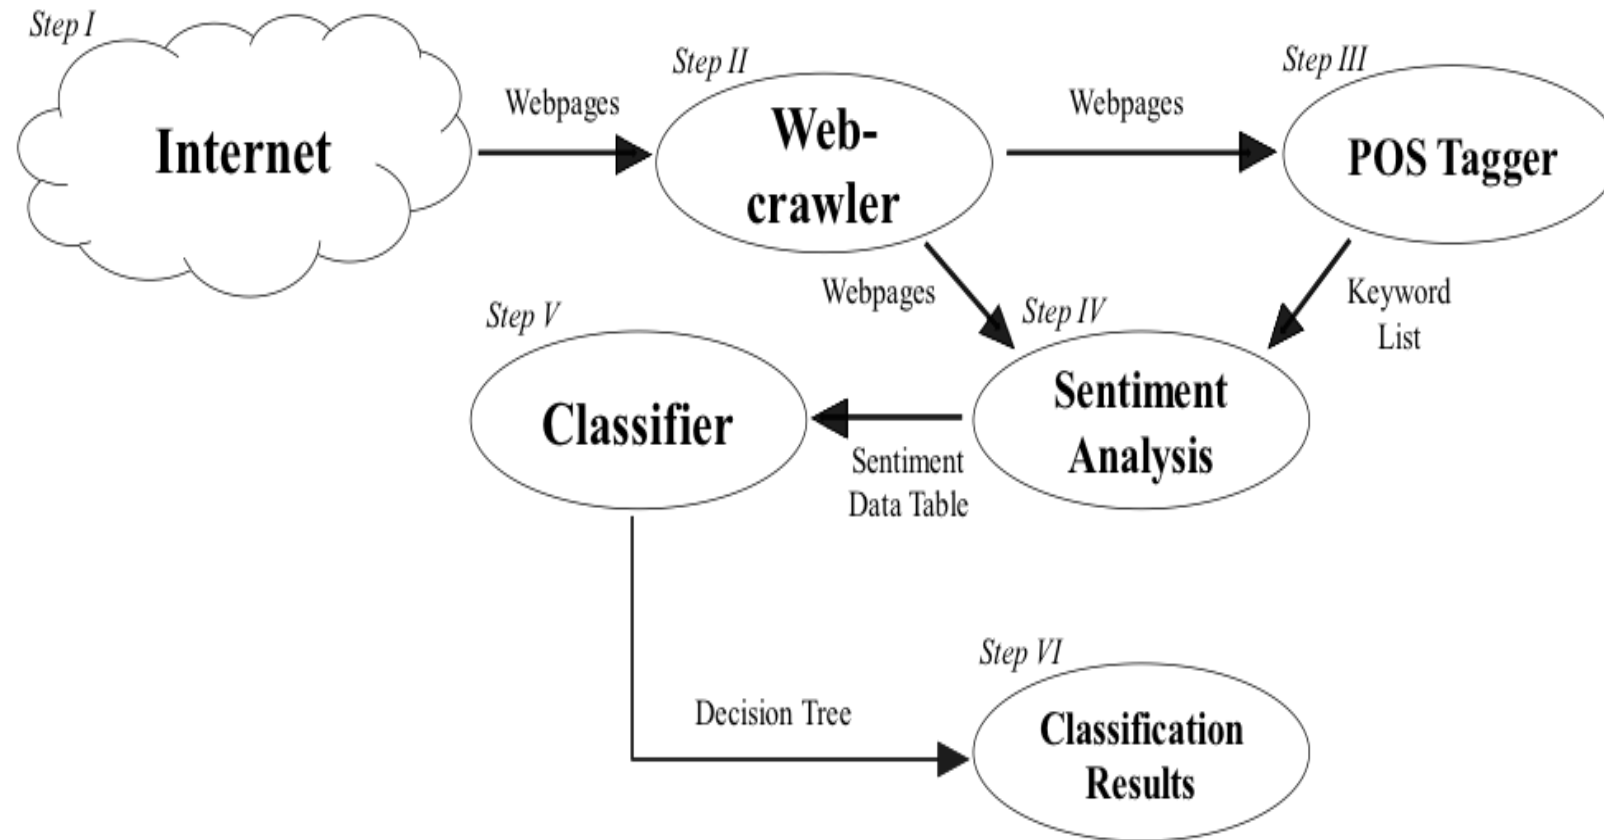 Step I
Internet
Webpages
Step II
Web-
crawler
Webpages
Step III
POS Tagger
Webpages
Keyword
List
Step IV
Sentiment
Analysis
Sentiment
Data Table
Step V
Classifier
Decision Tree
Step VI
Classification
Results